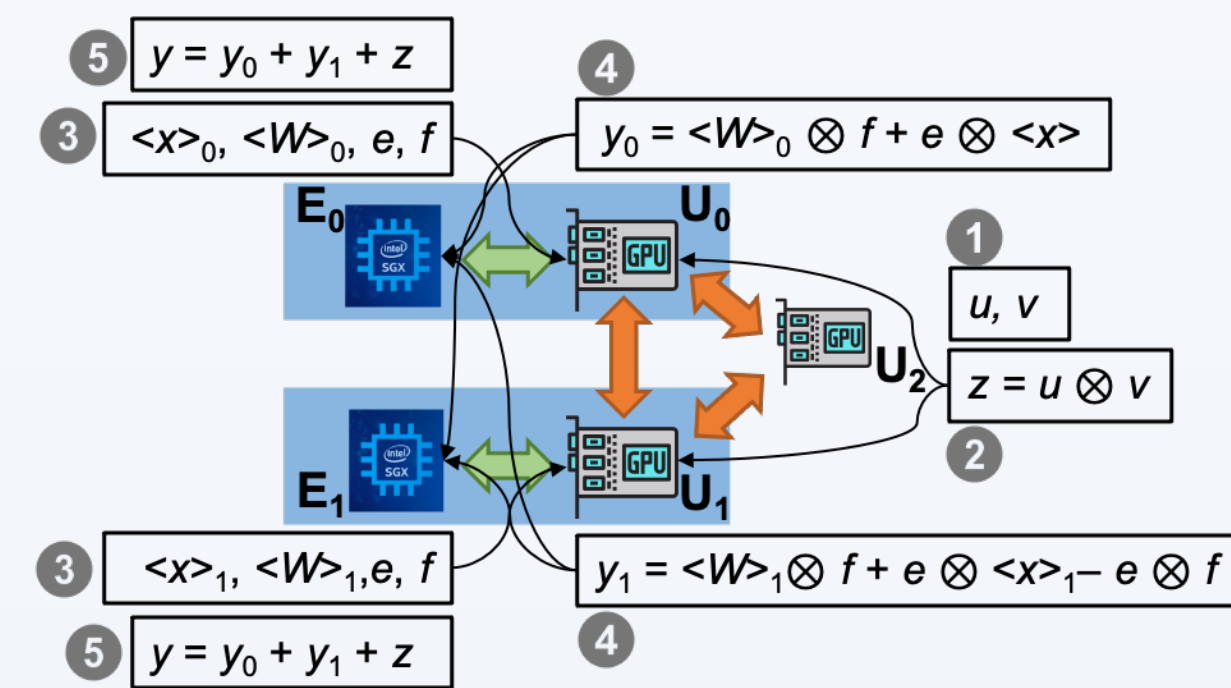 5
y = y₀ + y₁ + z
4
3
<x>₀, <W>₀, e, f
y₀ = <W>₀ ⊗ f + e ⊗ <x>
E₀
U₀
intel
SGX
GPU
1
u, v
GPU
U₂
z = u ⊗ v
2
intel
SGX
GPU
E₁
U₁
3
<x>₁, <W>₁,e, f
y₁ = <W>₁⊗ f + e ⊗ <x>₁– e ⊗ f
4
5
y = y₀ + y₁ + z